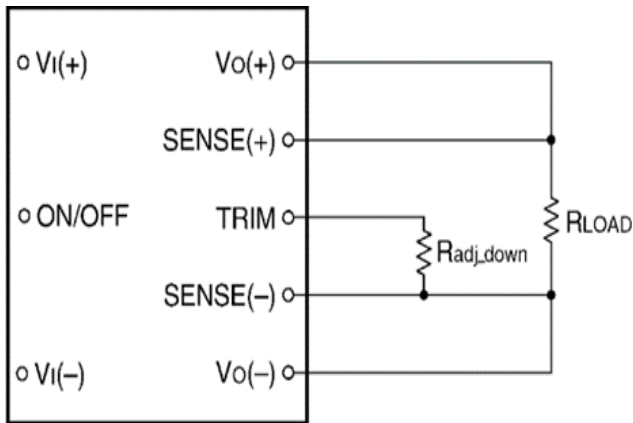 VI(+) VO(+)
SENSE(+)
ON/OFF TRIM
RLOAD
Radj_down
SENSE(–)
VI(–) VO(–)